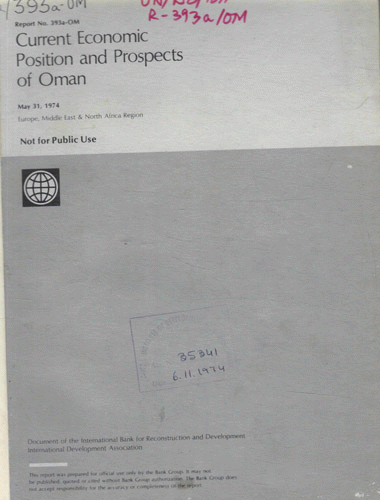 393a-OM
Report No. 393a-OM
R-393a/OM
Current Economic
Position and Prospects
of Oman
May 31, 1974
Europe, Middle East & North Africa Region
Not for Public Use
35341
6.11.1974
Document of the International Bank for Reconstruction and Development
International Development Association
This report was prepared for official use only by the Bank Group. It may not
be published, quoted or cited without Bank Group authorization. The Bank Group does
not accept responsibility for the accuracy or completeness of the report.